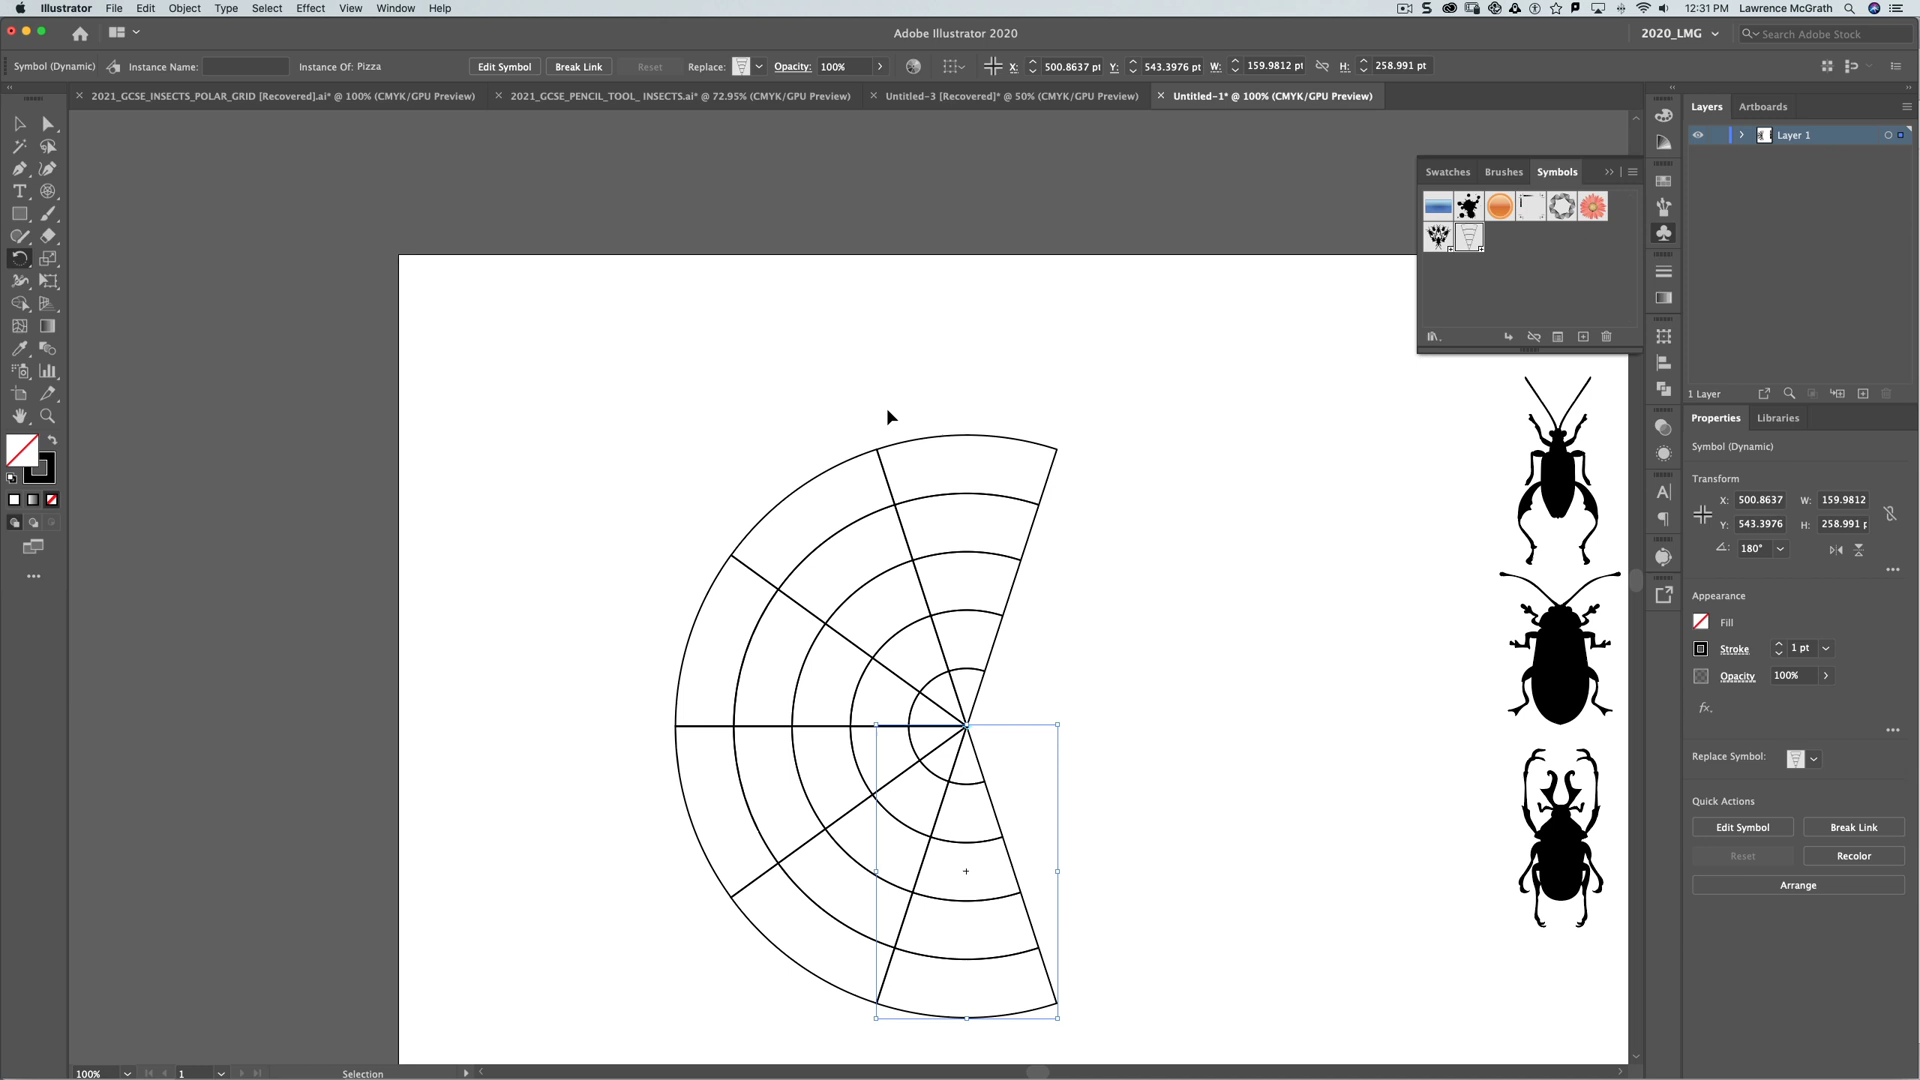 Illustrator File Edit Object Type Select Effect View Window Help 12:31 PM Lawrence McGrath
Adobe Illustrator 2020 2020_LMG Search Adobe Stock
Symbol (Dynamic) Instance Name: Instance Of: Pizza Edit Symbol Break Link Reset Replace: Opacity: 100% X: 500.8637 pt Y: 543.3976 pt W: 159.9812 pt H: 258.991 pt
2021_GCSE_INSECTS_POLAR_GRID [Recovered].ai* @ 100% (CMYK/GPU Preview) 2021_GCSE_PENCIL_TOOL_ INSECTS.ai* @ 72.95% (CMYK/GPU Preview) Untitled-3 [Recovered]* @ 50% (CMYK/GPU Preview) Untitled-1* @ 100% (CMYK/GPU Preview)
Layers Artboards
Layer 1
Swatches Brushes Symbols
1 Layer
Properties Libraries
Symbol (Dynamic)
Transform
X: 500.8637 W: 159.9812
Y: 543.3976 H: 258.991 p
180°
Appearance
Fill
Stroke 1 pt
Opacity 100%
fx.
Replace Symbol:
Quick Actions
Edit Symbol Break Link
Reset Recolor
Arrange
100% 1 Selection